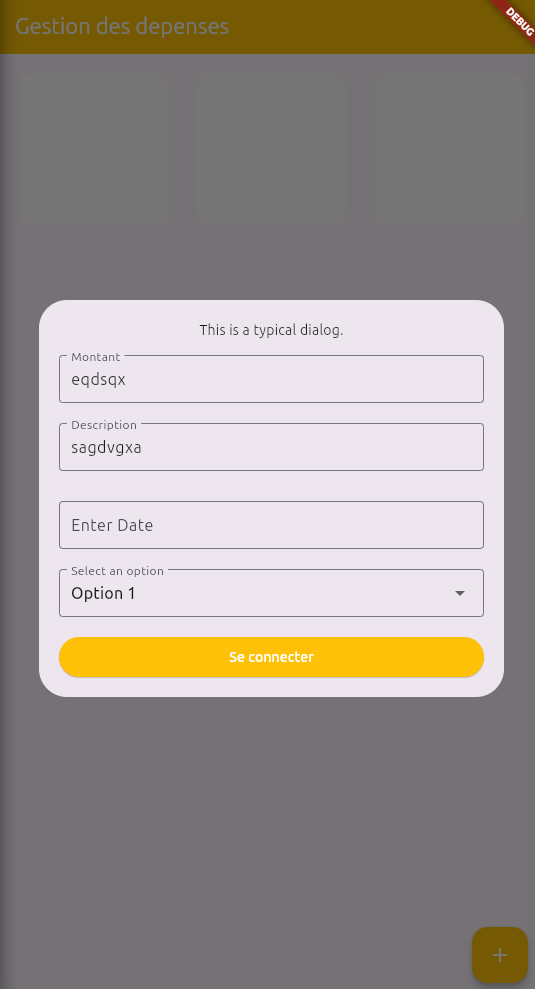 Gestion des depenses
DEBUG
This is a typical dialog.
Montant
eqdsqx
Description
sagdvgxa
Enter Date
Select an option
Option 1
Se connecter
+